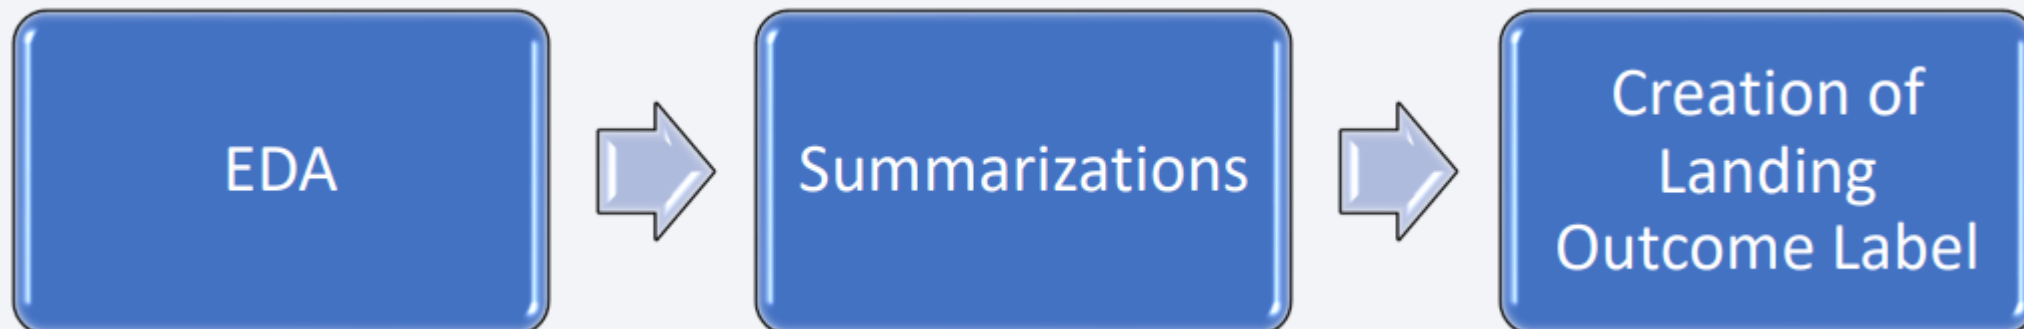 EDA
Summarizations
Creation of
Landing
Outcome Label